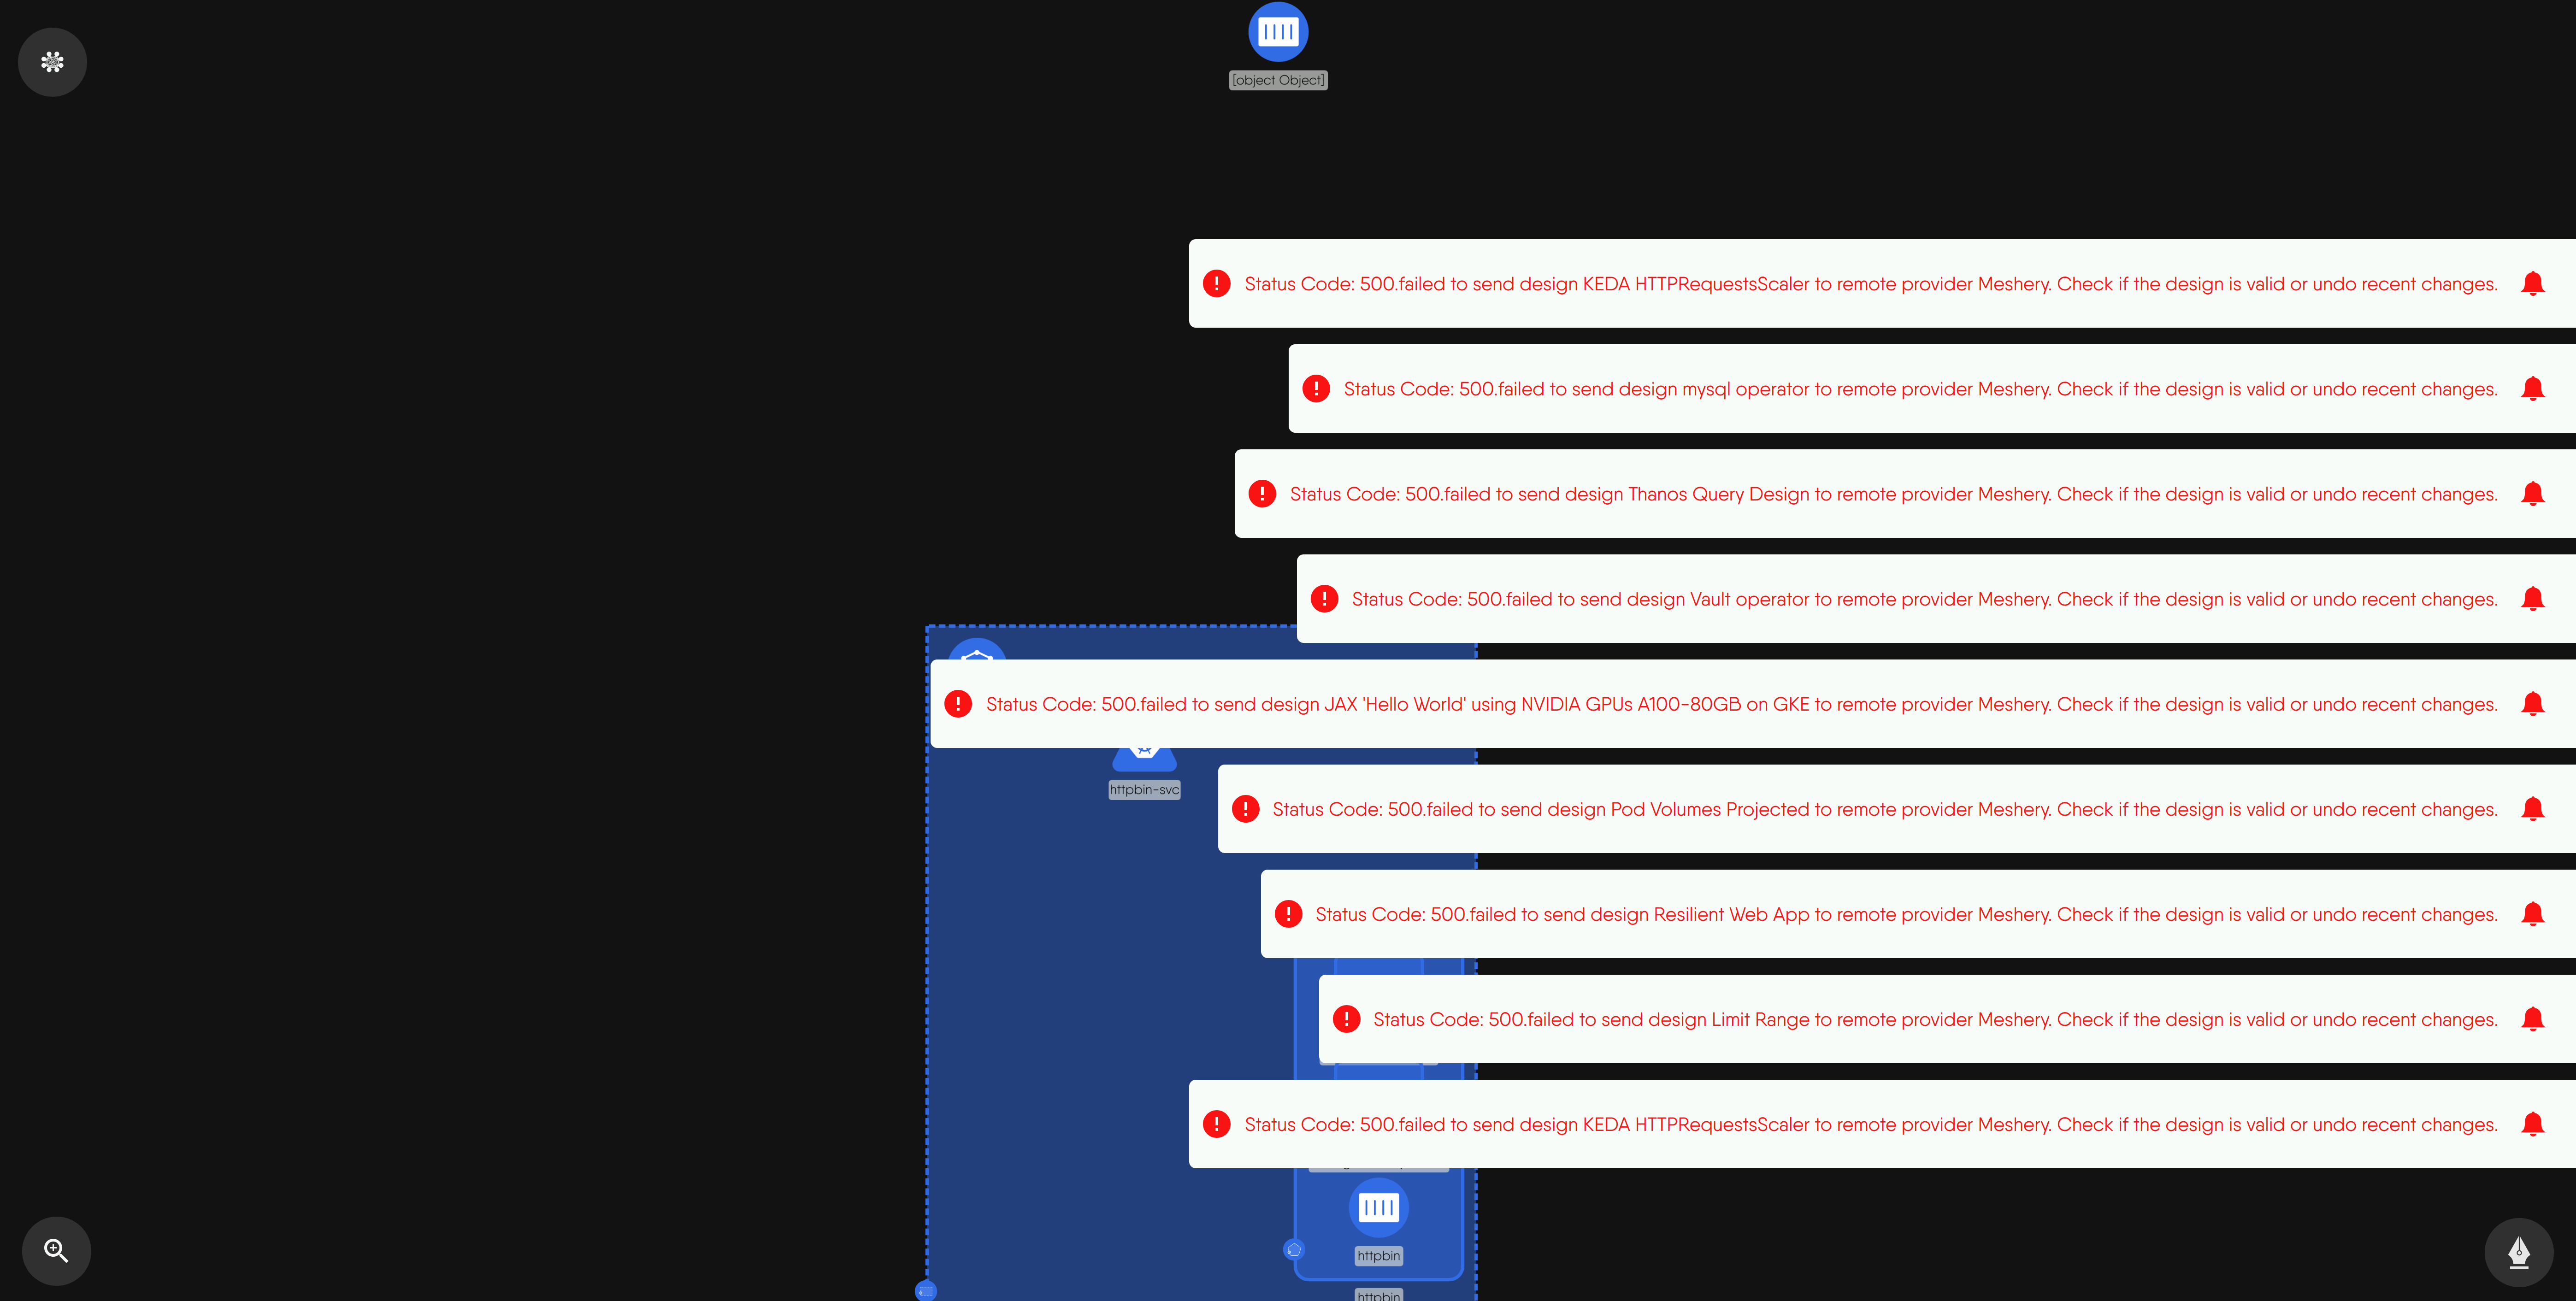 [object Object]
Status Code: 500.failed to send design KEDA HTTPRequestsScaler to remote provider Meshery. Check if the design is valid or undo recent changes.
Status Code: 500.failed to send design mysql operator to remote provider Meshery. Check if the design is valid or undo recent changes.
Status Code: 500.failed to send design Thanos Query Design to remote provider Meshery. Check if the design is valid or undo recent changes.
Status Code: 500.failed to send design Vault operator to remote provider Meshery. Check if the design is valid or undo recent changes.
Status Code: 500.failed to send design JAX 'Hello World' using NVIDIA GPUs A100-80GB on GKE to remote provider Meshery. Check if the design is valid or undo recent changes.
httpbin-svc
Status Code: 500.failed to send design Pod Volumes Projected to remote provider Meshery. Check if the design is valid or undo recent changes.
Status Code: 500.failed to send design Resilient Web App to remote provider Meshery. Check if the design is valid or undo recent changes.
Status Code: 500.failed to send design Limit Range to remote provider Meshery. Check if the design is valid or undo recent changes.
Status Code: 500.failed to send design KEDA HTTPRequestsScaler to remote provider Meshery. Check if the design is valid or undo recent changes.
httpbin
httpbin